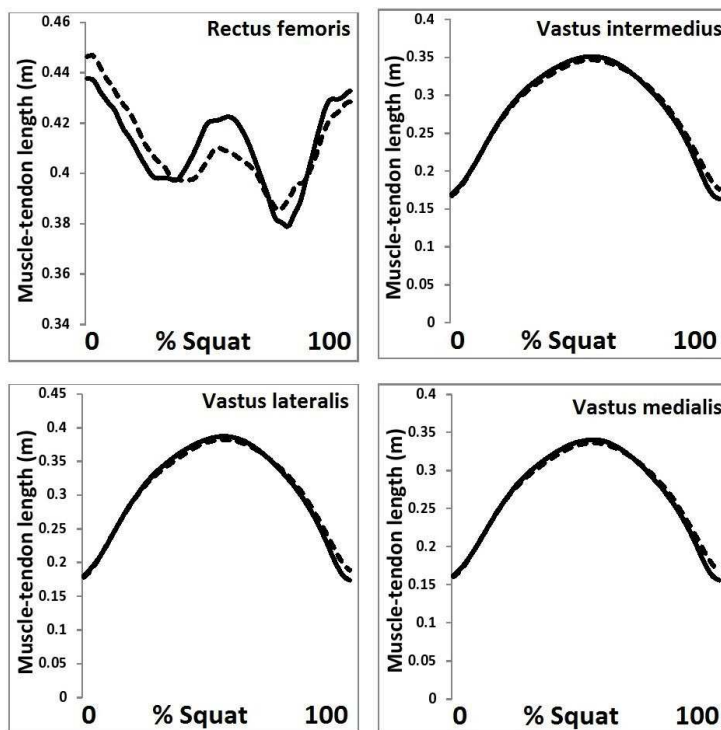 Rectus femoris
Muscle-tendon length (m)
0.46
0.44
0.42
0.4
0.38
0.36
0.34
0 % Squat 100
Vastus intermedius
Muscle-tendon length (m)
0.4
0.35
0.3
0.25
0.2
0.15
0.1
0.05
0
0 % Squat 100
Vastus lateralis
Muscle-tendon length (m)
0.45
0.4
0.35
0.3
0.25
0.2
0.15
0.1
0.05
0
0 % Squat 100
Vastus medialis
Muscle-tendon length (m)
0.4
0.35
0.3
0.25
0.2
0.15
0.1
0.05
0
0 % Squat 100